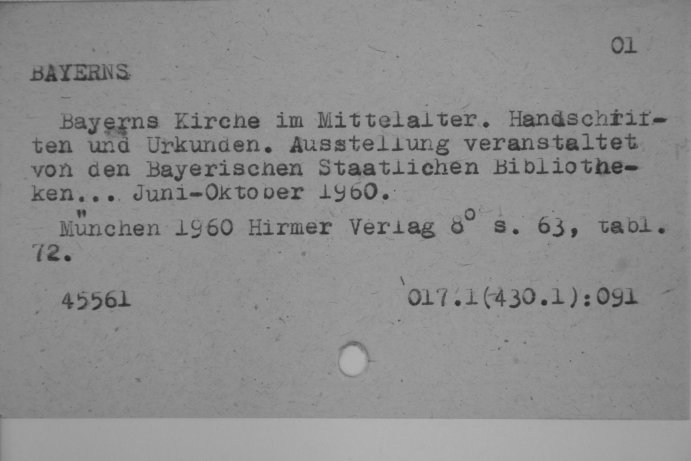 01
BAYERNS
Bayerns Kirche im Mittelalter. Handschrif-
ten und Urkunden. Ausstellung veranstaltet
von den Bayerischen Staatlichen Bibliothe-
ken... Juni-Oktober 1960.
München 1960 Hirmer Verlag 8° s. 63, tabl.
72.
45561 017.1(430.1):091